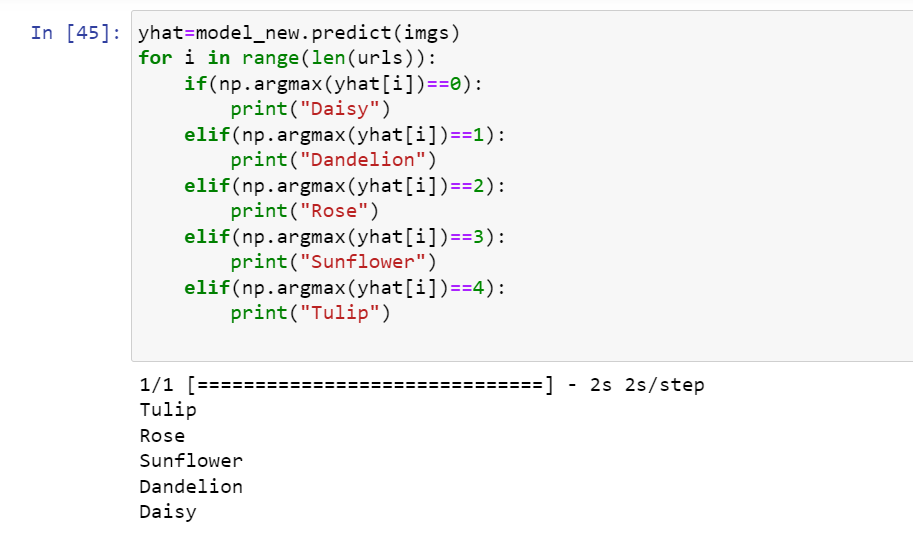 In [45]: yhat=model_new.predict(imgs)
for i in range(len(urls)):
    if(np.argmax(yhat[i])==0):
        print("Daisy")
    elif(np.argmax(yhat[i])==1):
        print("Dandelion")
    elif(np.argmax(yhat[i])==2):
        print("Rose")
    elif(np.argmax(yhat[i])==3):
        print("Sunflower")
    elif(np.argmax(yhat[i])==4):
        print("Tulip")
1/1 [==============================] - 2s 2s/step
Tulip
Rose
Sunflower
Dandelion
Daisy